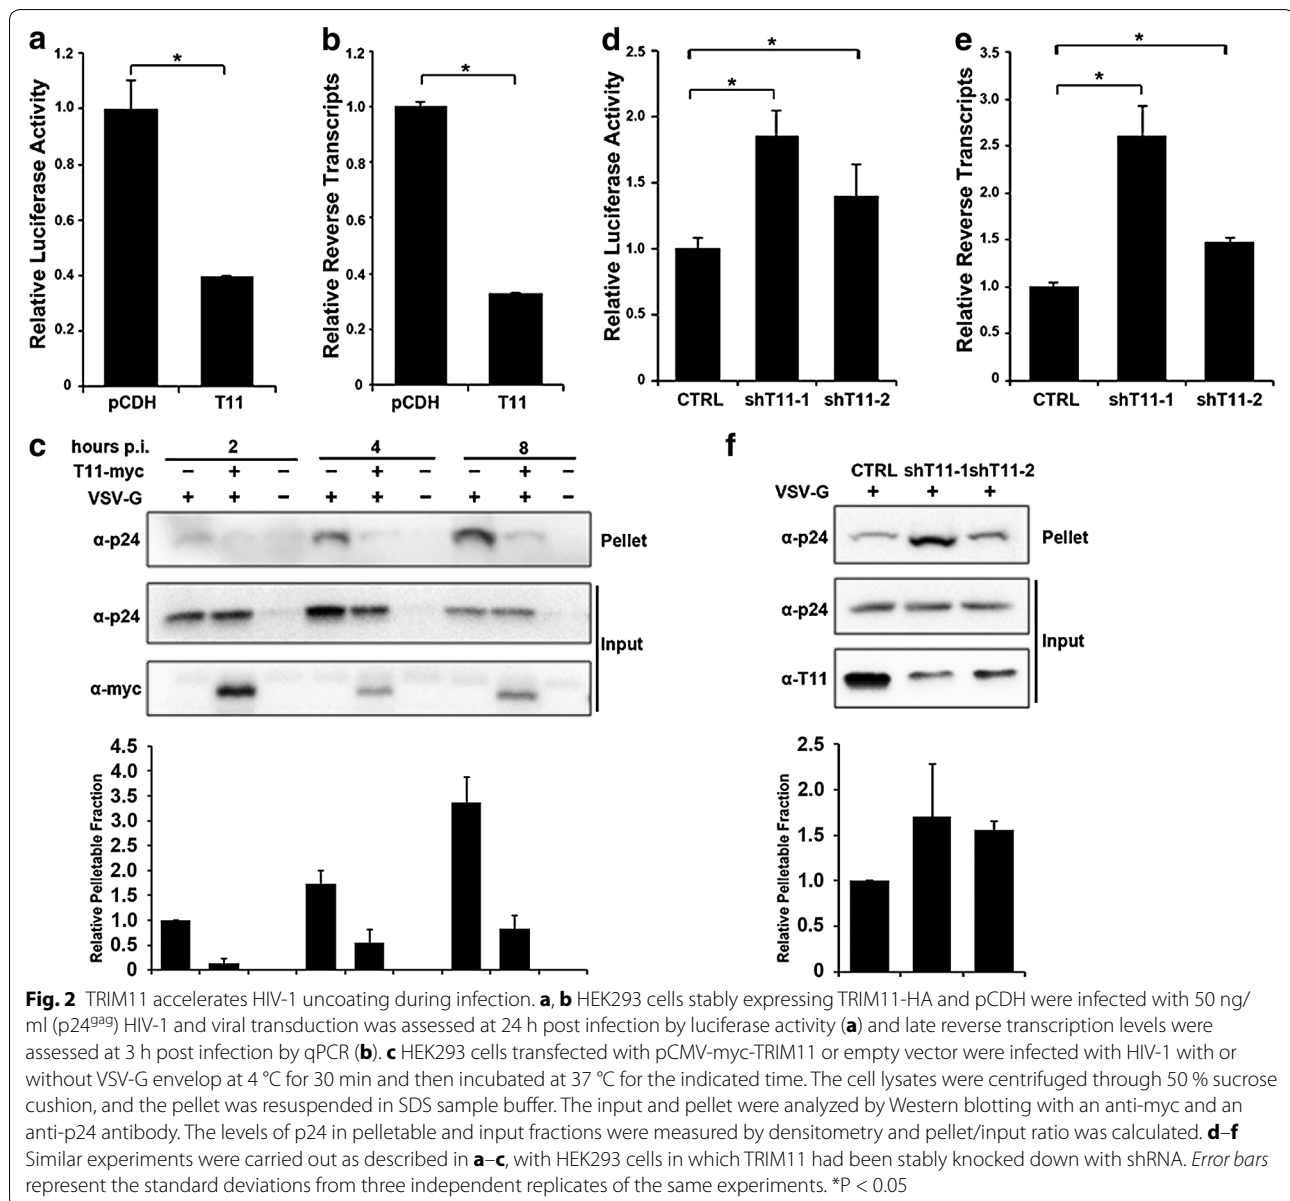 a
1.2
1.0
0.8
0.6
0.4
0.2
0
Relative Luciferase Activity
*
pCDH
T11
b
1.2
1.0
0.8
0.6
0.4
0.2
0
Relative Reverse Transcripts
*
pCDH
T11
d
2.5
2.0
1.5
1.0
0.5
0
Relative Luciferase Activity
*
*
CTRL
shT11-1
shT11-2
e
3.5
3.0
2.5
2.0
1.5
1.0
0.5
0
Relative Reverse Transcripts
*
*
CTRL
shT11-1
shT11-2
c
hours p.i. 2 4 8
T11-myc − + − − + − − + −
VSV-G + + − + + − + + −
α-p24 Pellet
α-p24
Input
α-myc
4.5
4.0
3.5
3.0
2.5
2.0
1.5
1.0
0.5
0
Relative Pelletable Fraction
f
CTRL shT11-1 shT11-2
VSV-G + + +
α-p24 Pellet
α-p24
Input
α-T11
2.5
2.0
1.5
1.0
0.5
0
Relative Pelletable Fraction
Fig. 2 TRIM11 accelerates HIV-1 uncoating during infection. a, b HEK293 cells stably expressing TRIM11-HA and pCDH were infected with 50 ng/
ml (p24gag) HIV-1 and viral transduction was assessed at 24 h post infection by luciferase activity (a) and late reverse transcription levels were
assessed at 3 h post infection by qPCR (b). c HEK293 cells transfected with pCMV-myc-TRIM11 or empty vector were infected with HIV-1 with or
without VSV-G envelop at 4 °C for 30 min and then incubated at 37 °C for the indicated time. The cell lysates were centrifuged through 50 % sucrose
cushion, and the pellet was resuspended in SDS sample buffer. The input and pellet were analyzed by Western blotting with an anti-myc and an
anti-p24 antibody. The levels of p24 in pelletable and input fractions were measured by densitometry and pellet/input ratio was calculated. d–f
Similar experiments were carried out as described in a–c, with HEK293 cells in which TRIM11 had been stably knocked down with shRNA. Error bars
represent the standard deviations from three independent replicates of the same experiments. *P < 0.05